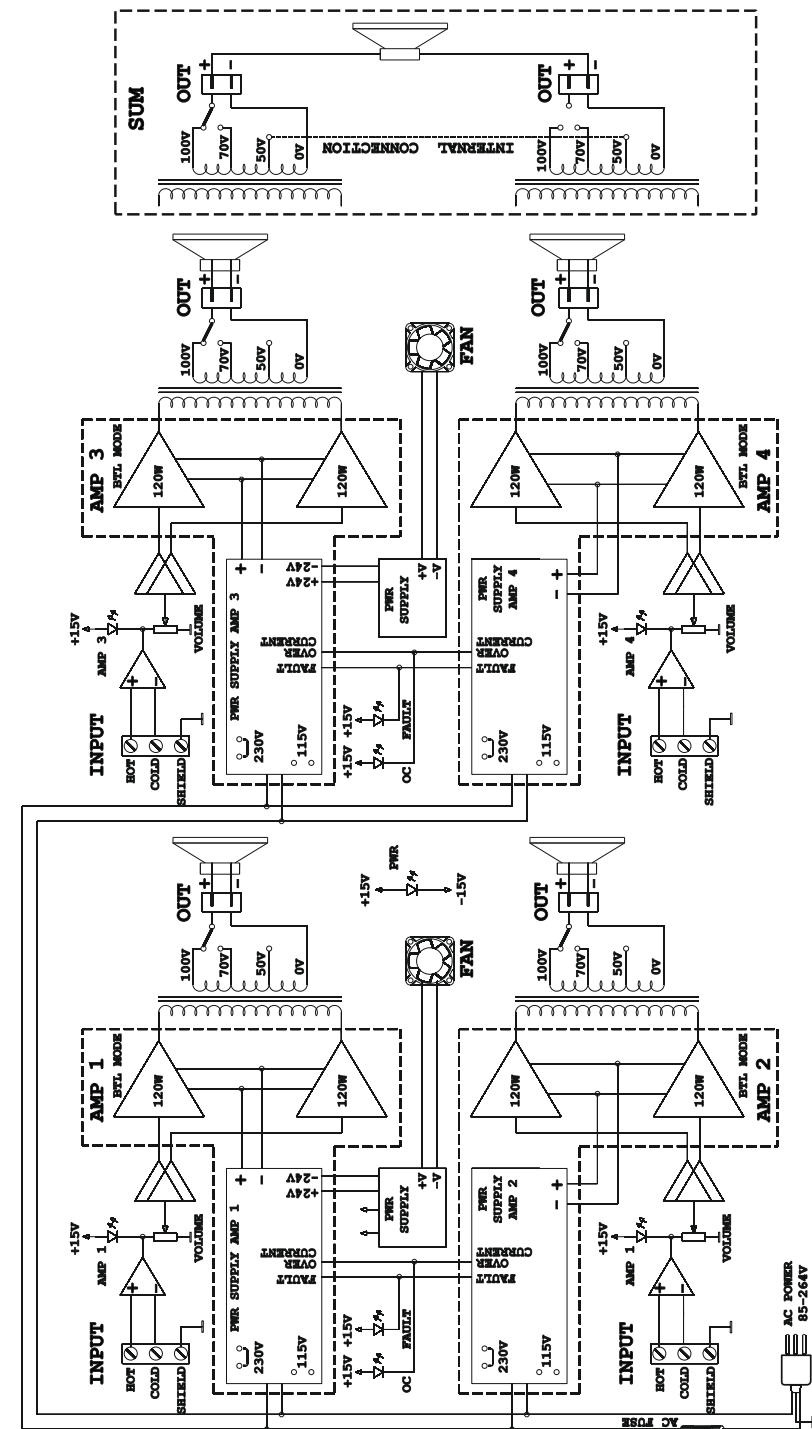 SUM
OUT
+
-
OUT
+
-
100V
70V
50V
0V
INTERNAL CONNECTION
100V
70V
50V
0V
OUT
+
-
OUT
+
-
100V
70V
50V
0V
FAN
100V
70V
50V
0V
AMP 3
BTL MODE
120W
120W
120W
120W
BTL MODE
AMP 4
+
-
-24V
+24V
PWR SUPPLY
+V
-V
PWR SUPPLY AMP 4
-
+
PWR SUPPLY AMP 3
OVER CURRENT
FAULT
OVER CURRENT
FAULT
+15V
AMP 3
VOLUME
+15V
AMP 4
VOLUME
+
-
+
-
INPUT
HOT
COLD
SHIELD
230V
115V
+15V
FAULT
+15V
OC
230V
115V
INPUT
HOT
COLD
SHIELD
OUT
+
-
+15V
PWR
-15V
OUT
+
-
100V
70V
50V
0V
FAN
100V
70V
50V
0V
AMP 1
BTL MODE
120W
120W
120W
120W
BTL MODE
AMP 2
+
-
-24V
+24V
PWR SUPPLY
+V
-V
PWR SUPPLY AMP 2
-
+
PWR SUPPLY AMP 1
OVER CURRENT
FAULT
OVER CURRENT
FAULT
+15V
AMP 1
VOLUME
+15V
AMP 1
VOLUME
+
-
+
-
INPUT
HOT
COLD
SHIELD
230V
115V
+15V
FAULT
+15V
OC
230V
115V
INPUT
HOT
COLD
SHIELD
AC POWER
85-264V
AC FUSE